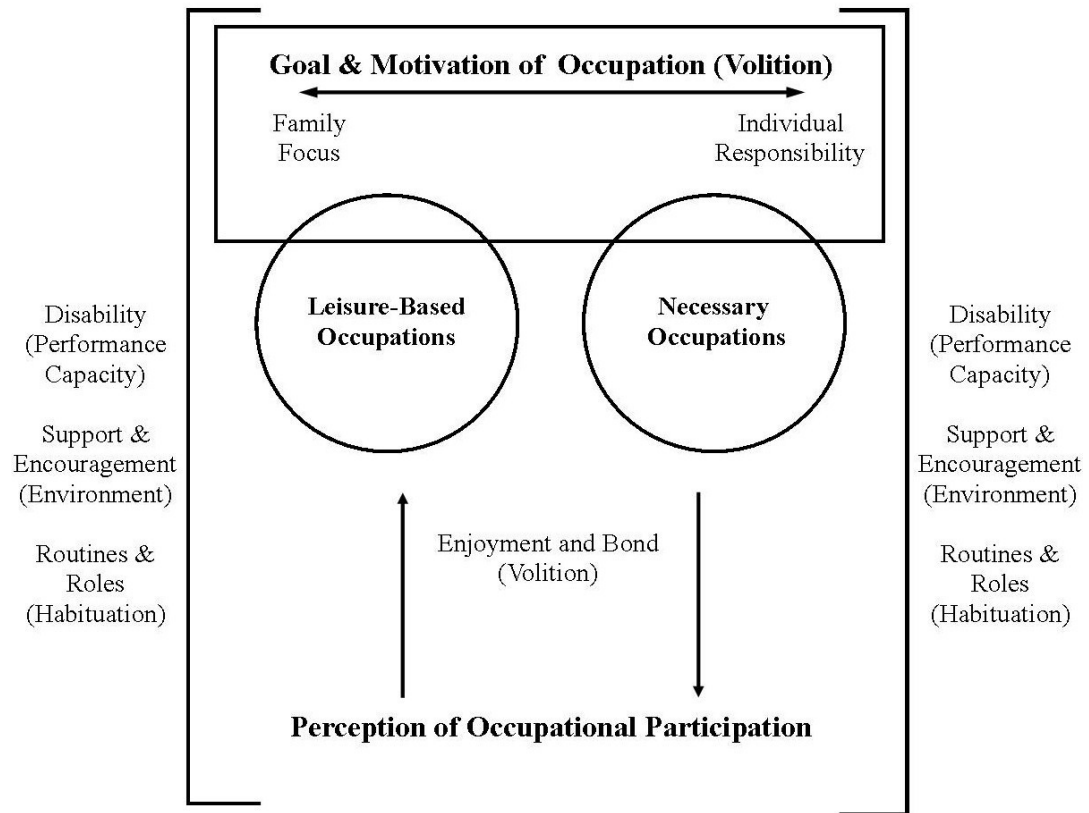 Goal & Motivation of Occupation (Volition)
Family
Focus
Individual
Responsibility
Leisure-Based
Occupations
Necessary
Occupations
Disability
(Performance
Capacity)
Support &
Encouragement
(Environment)
Routines &
Roles
(Habituation)
Disability
(Performance
Capacity)
Support &
Encouragement
(Environment)
Routines &
Roles
(Habituation)
Enjoyment and Bond
(Volition)
Perception of Occupational Participation